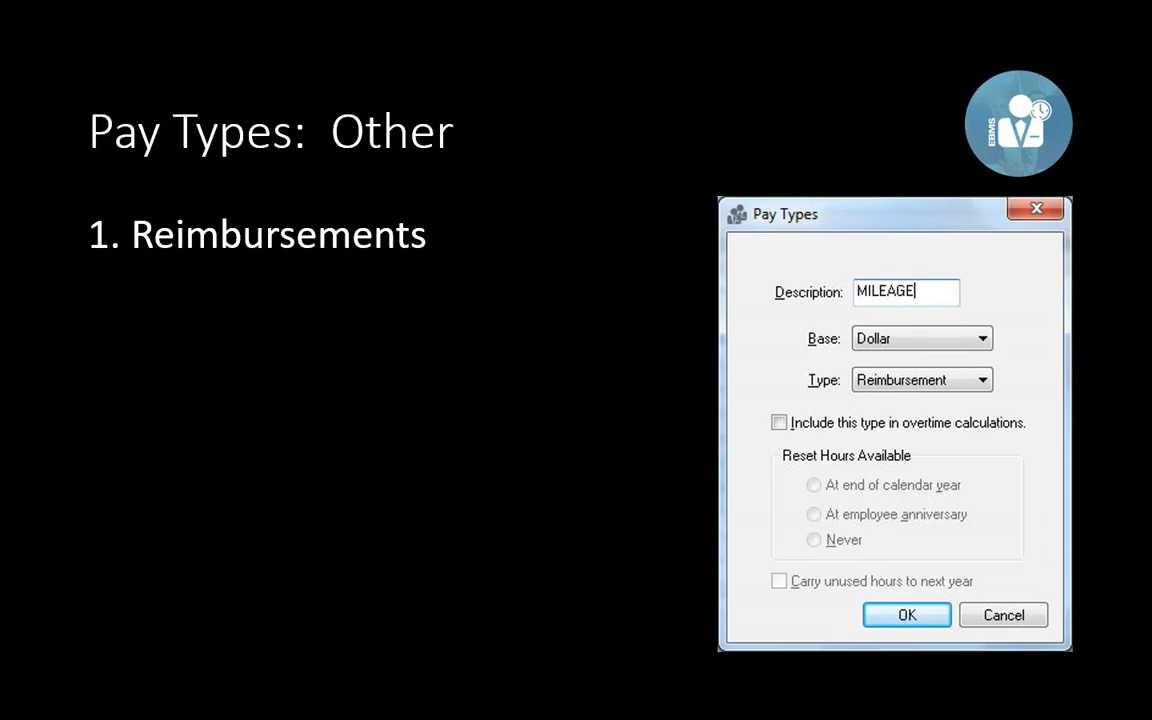 Pay Types:  Other
EBMS
1. Reimbursements
Pay Types
Description: MILEAGE
Base: Dollar
Type: Reimbursement
Include this type in overtime calculations.
Reset Hours Available
At end of calendar year
At employee anniversary
Never
Carry unused hours to next year
OK Cancel